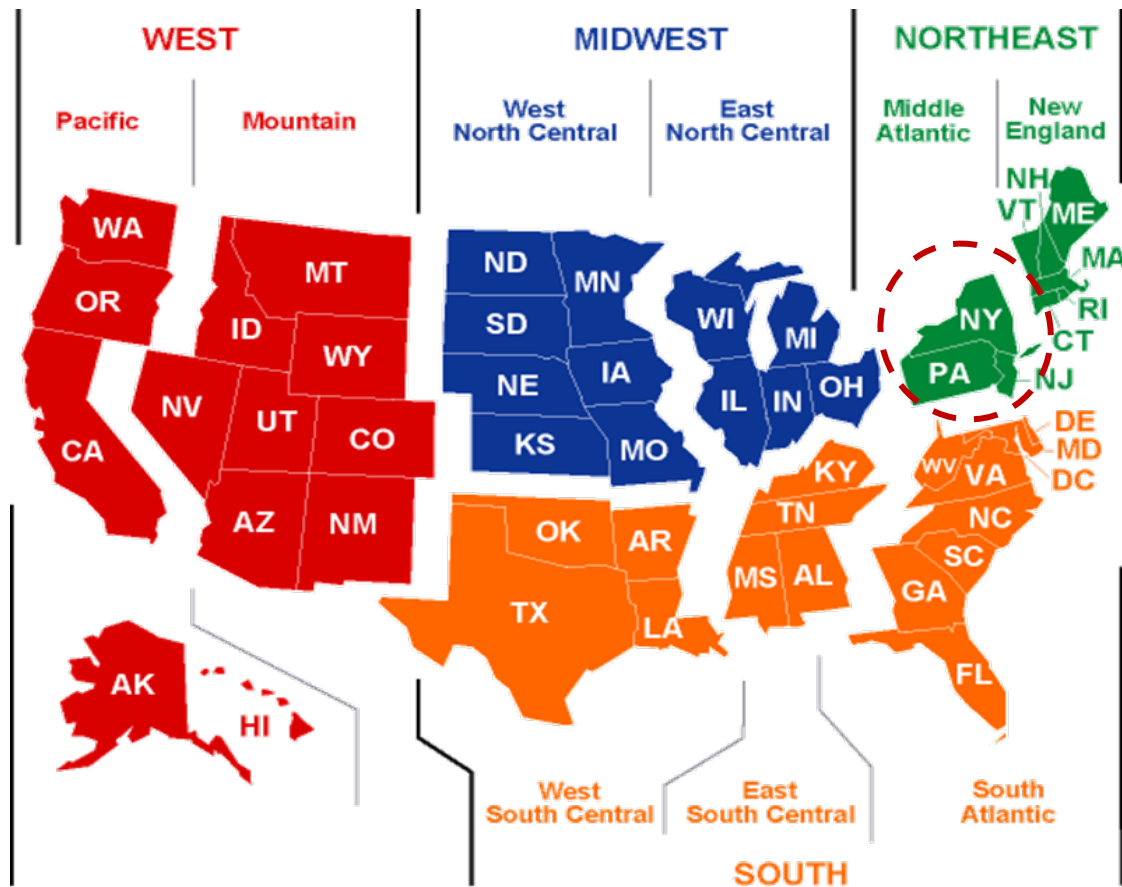 WEST
MIDWEST
NORTHEAST
Pacific
Mountain
West
North Central
East
North Central
Middle
Atlantic
New
England
WA
OR
CA
MT
ID
WY
NV
UT
CO
AZ
NM
AK
HI
ND
SD
NE
KS
MN
IA
MO
WI
MI
IL
IN
OH
NH
VT
ME
MA
RI
CT
NY
PA
NJ
DE
MD
DC
WV
VA
KY
TN
NC
SC
OK
AR
TX
LA
MS
AL
GA
FL
West
South Central
East
South Central
South
Atlantic
SOUTH